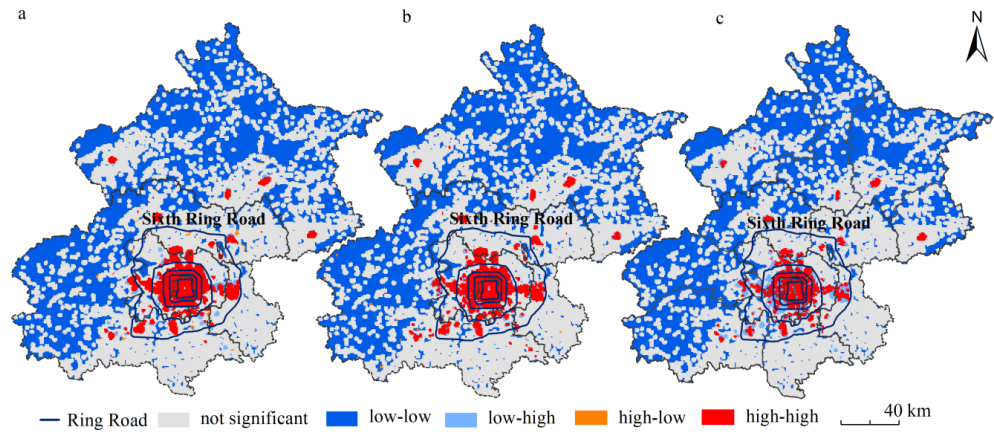 a b c N
Sixth Ring Road Sixth Ring Road Sixth Ring Road
Ring Road not significant low-low low-high high-low high-high 40 km